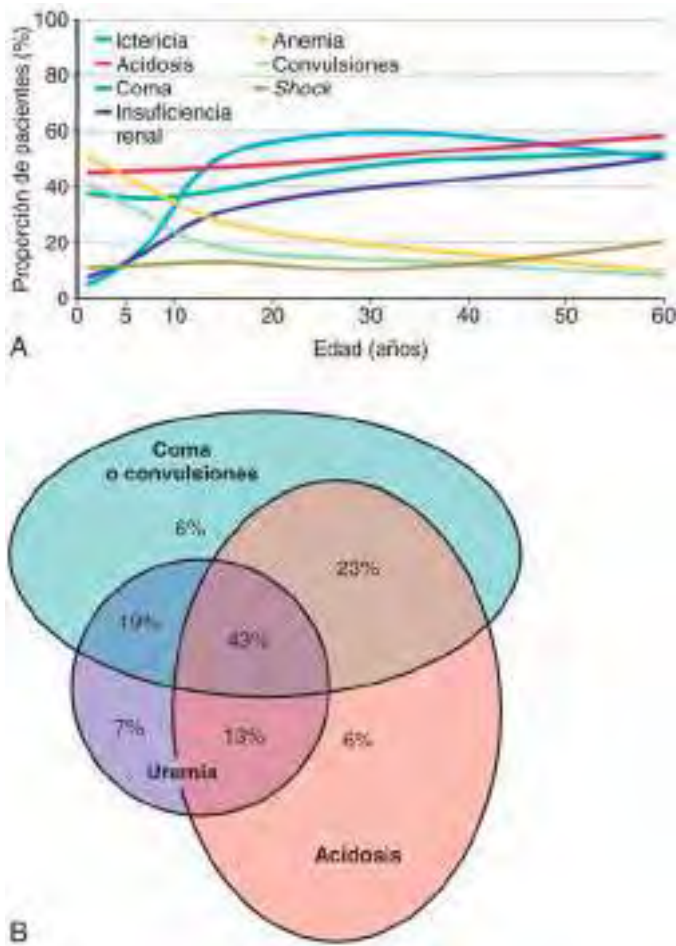 Proporción de pacientes (%)
100
80
60
40
20
0
Ictericia
Acidosis
Coma
Insuficiencia
renal
Anemia
Convulsiones
Shock
0 5 10 20 30 40 50 60
Edad (años)
A
Coma
o convulsiones
6%
23%
19%
43%
7%
13%
6%
Uremia
Acidosis
B